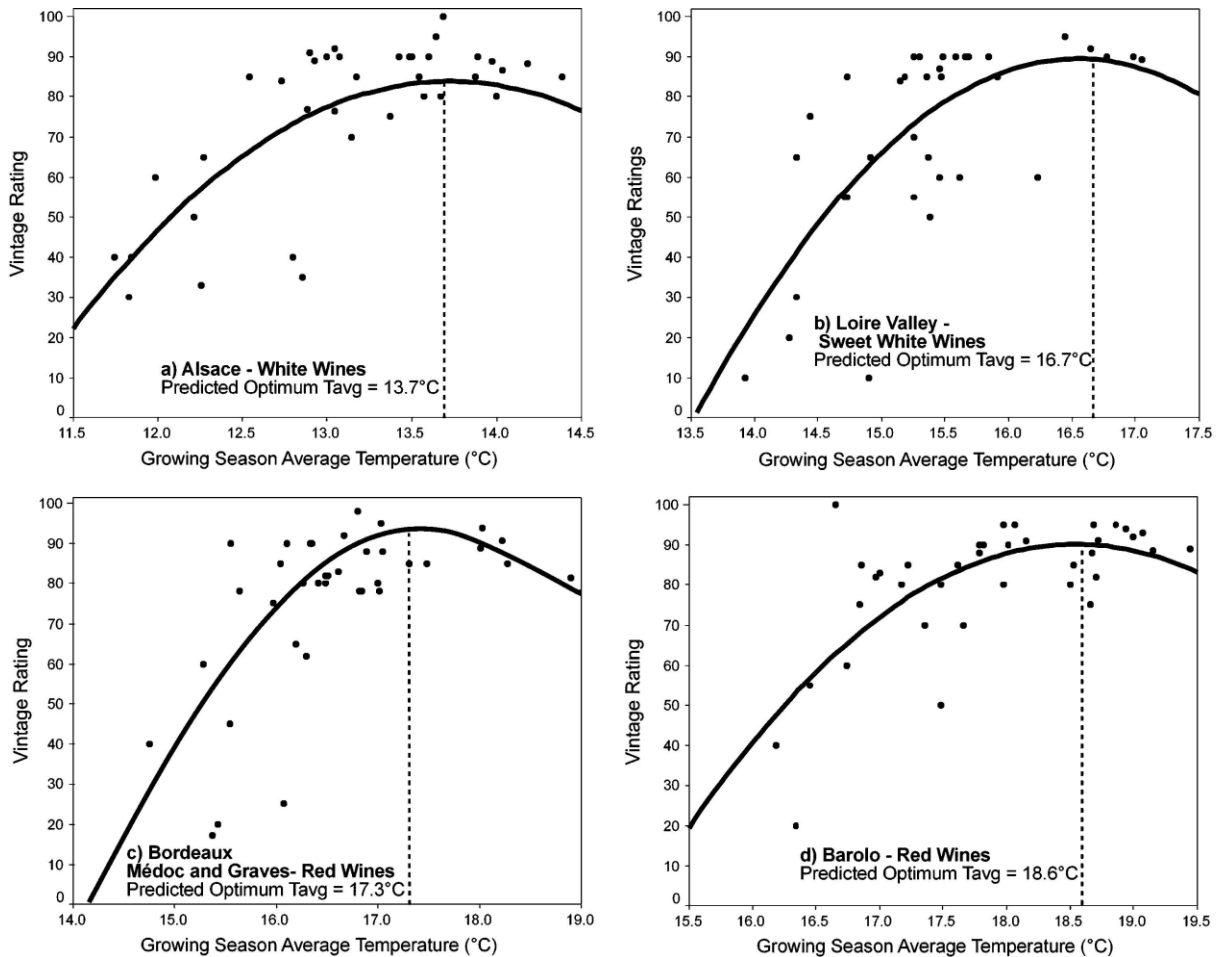 100
90
80
70
60
50
40
30
20
10
0
Vintage Rating
a) Alsace - White Wines
Predicted Optimum Tavg = 13.7°C
11.5 12.0 12.5 13.0 13.5 14.0 14.5
Growing Season Average Temperature (°C)
100
90
80
70
60
50
40
30
20
10
0
Vintage Ratings
b) Loire Valley -
Sweet White Wines
Predicted Optimum Tavg = 16.7°C
13.5 14.0 14.5 15.0 15.5 16.0 16.5 17.0 17.5
Growing Season Average Temperature (°C)
100
90
80
70
60
50
40
30
20
10
0
Vintage Rating
c) Bordeaux
Médoc and Graves- Red Wines
Predicted Optimum Tavg = 17.3°C
14.0 15.0 16.0 17.0 18.0 19.0
Growing Season Average Temperature (°C)
100
90
80
70
60
50
40
30
20
10
0
Vintage Rating
d) Barolo - Red Wines
Predicted Optimum Tavg = 18.6°C
15.5 16.0 16.5 17.0 17.5 18.0 18.5 19.0 19.5
Growing Season Average Temperature (°C)